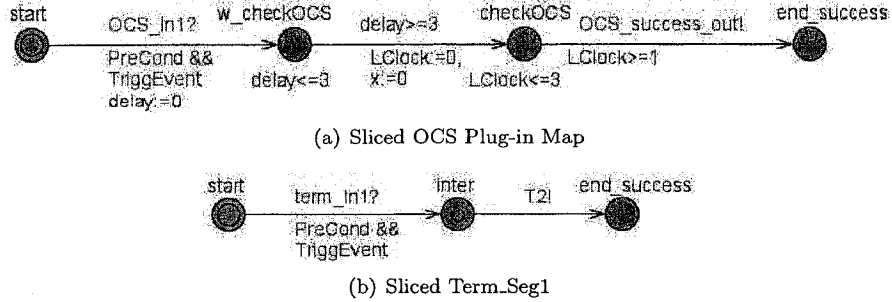 start
OCS_in1?
w_checkOCS
delay>=3
checkOCS
OCS_success_out!
end_success
PreCond &&
TriggEvent
delay:=0
delay<=3
LClock:=0,
x:=0
LClock<=3
LClock>=1
(a) Sliced OCS Plug-in Map
start
term_in1?
inter
T2!
end_success
PreCond &&
TriggEvent
(b) Sliced Term_Seg1